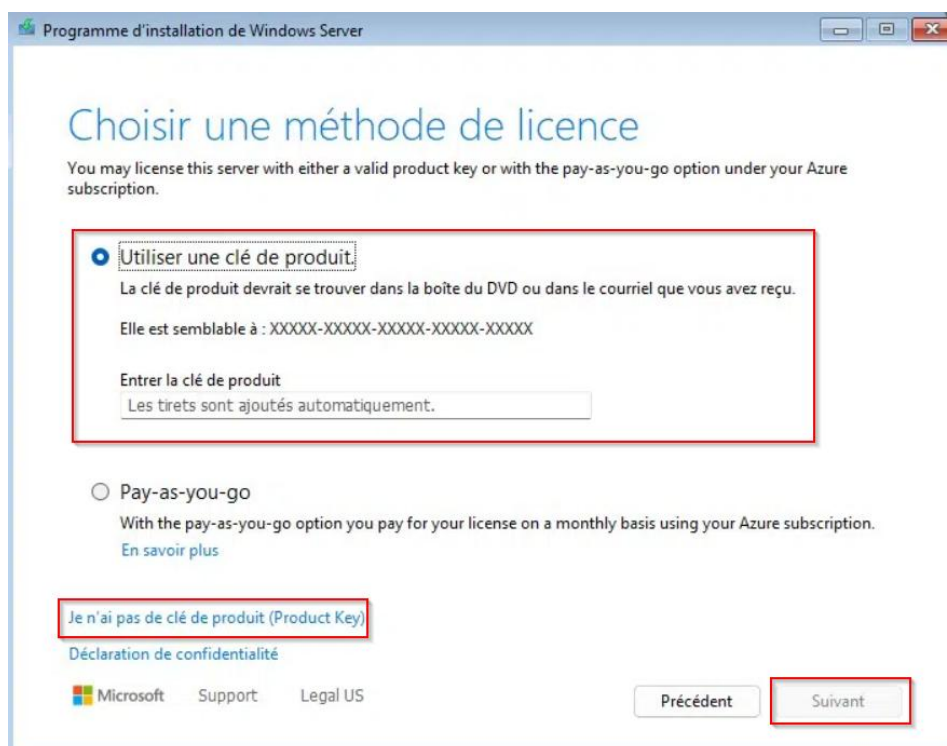 Programme d'installation de Windows Server
Choisir une méthode de licence
You may license this server with either a valid product key or with the pay-as-you-go option under your Azure
subscription.
Utiliser une clé de produit.
La clé de produit devrait se trouver dans la boîte du DVD ou dans le courriel que vous avez reçu.
Elle est semblable à : XXXXX-XXXXX-XXXXX-XXXXX-XXXXX
Entrer la clé de produit
Les tirets sont ajoutés automatiquement.
Pay-as-you-go
With the pay-as-you-go option you pay for your license on a monthly basis using your Azure subscription.
En savoir plus
Je n'ai pas de clé de produit (Product Key)
Déclaration de confidentialité
Microsoft Support Legal US
Précédent Suivant